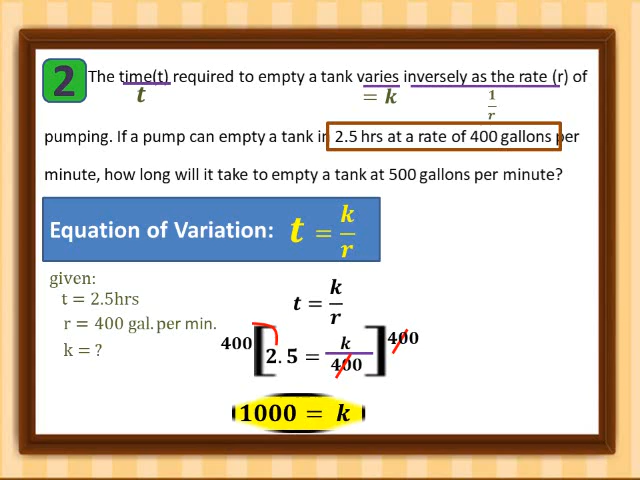 2 The time(t) required to empty a tank varies inversely as the rate (r) of
t = k 1/r
pumping. If a pump can empty a tank in 2.5 hrs at a rate of 400 gallons per
minute, how long will it take to empty a tank at 500 gallons per minute?
Equation of Variation: t = k/r
given:
t = 2.5hrs
r = 400 gal. per min.
k = ?
t = k/r
400 [2.5 = k/400] 400
1000 = k